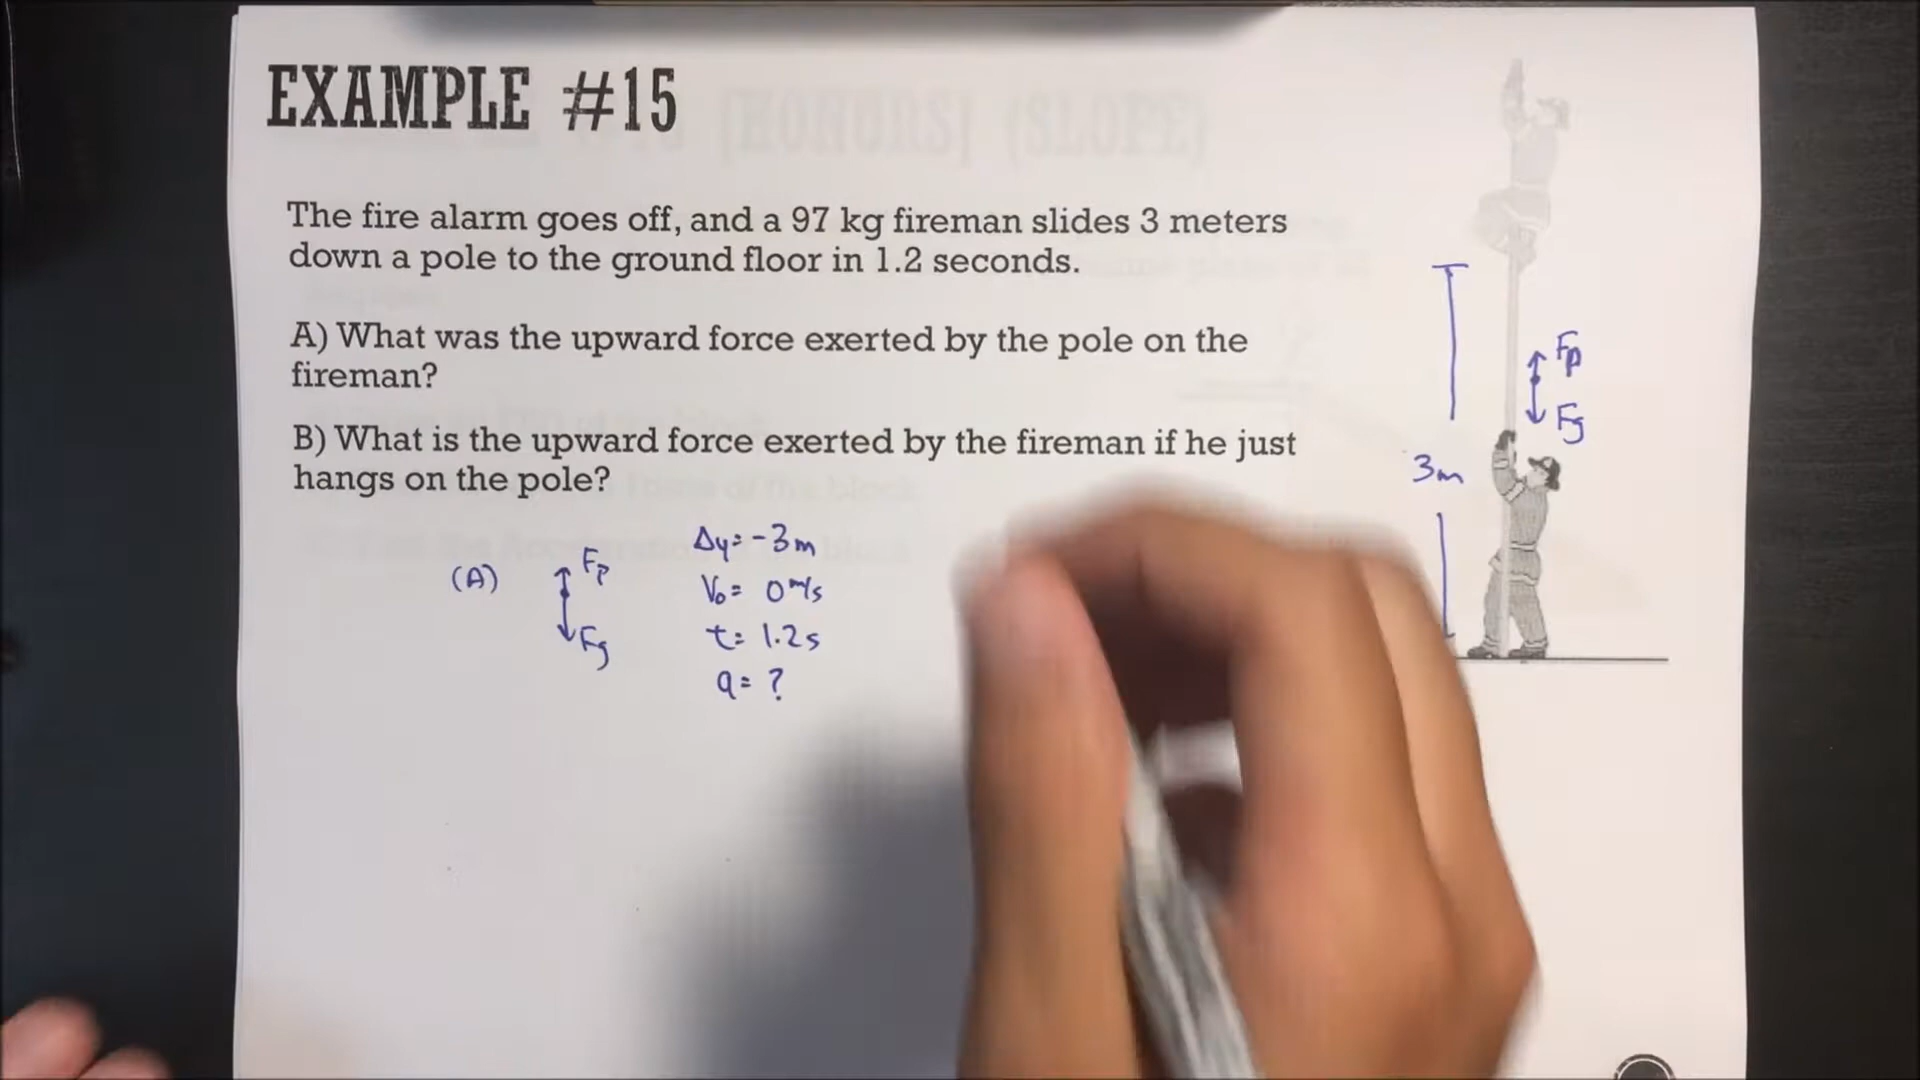 EXAMPLE #15
[HONORS] (SLOPE)
The fire alarm goes off, and a 97 kg fireman slides 3 meters
down a pole to the ground floor in 1.2 seconds.
A) What was the upward force exerted by the pole on the
fireman?
B) What is the upward force exerted by the fireman if he just
hangs on the pole?
Fp
Fg
3m
(A)
Fp
Fg
Δy= -3m
V₀= 0 m/s
t= 1.2s
a= ?